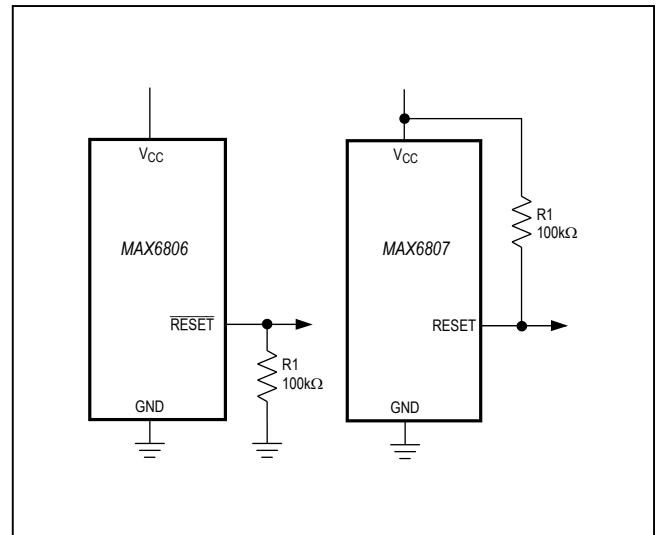 VCC
MAX6806
RESET
R1
100kΩ
GND
VCC
MAX6807
R1
100kΩ
RESET
GND